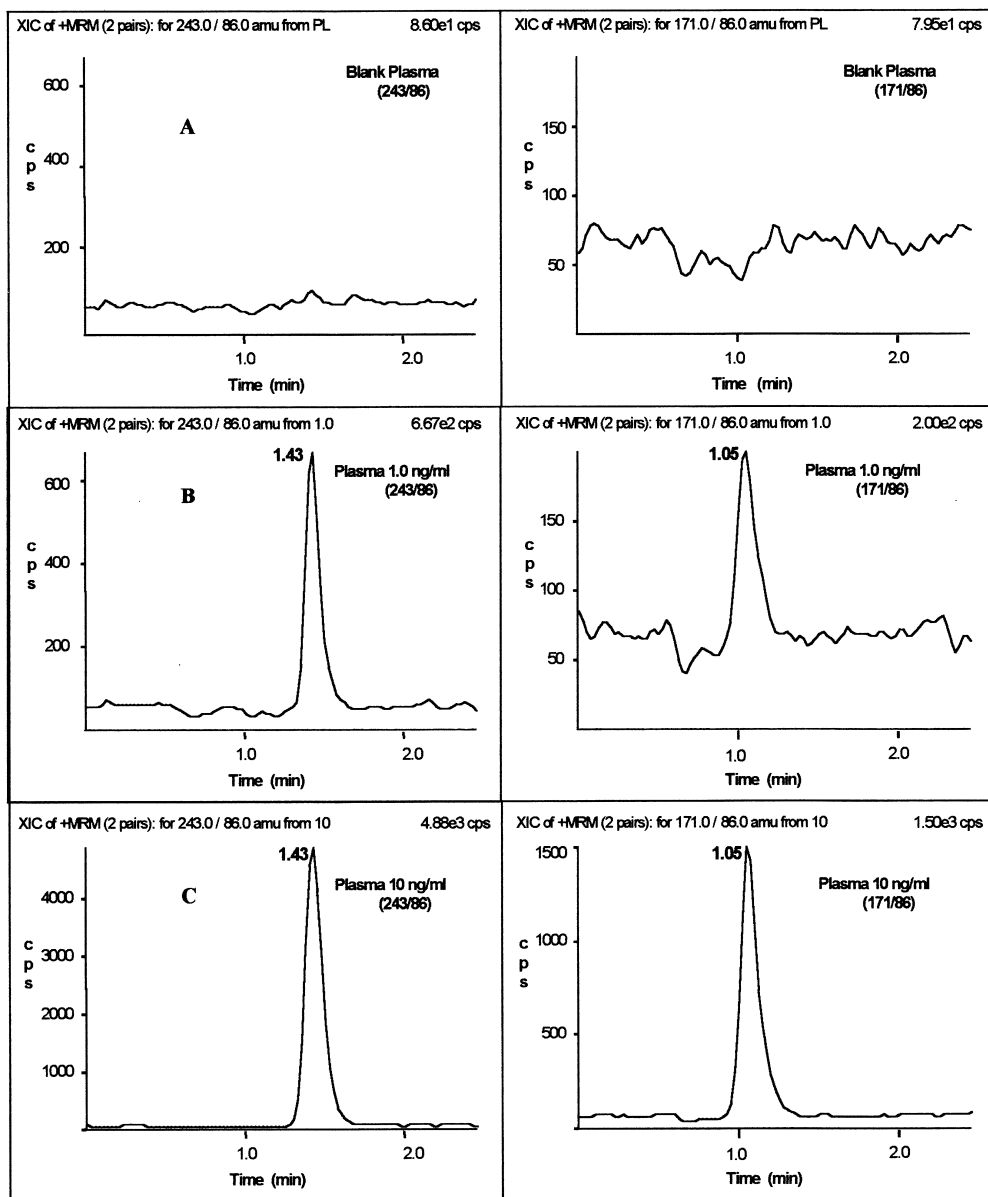 XIC of +MRM (2 pairs): for 243.0 / 86.0 amu from PL 8.60e1 cps
Blank Plasma
(243/86)
A
600
400
200
c
p
s
1.0 2.0
Time (min)
XIC of +MRM (2 pairs): for 171.0 / 86.0 amu from PL 7.95e1 cps
Blank Plasma
(171/86)
150
100
50
c
p
s
1.0 2.0
Time (min)
XIC of +MRM (2 pairs): for 243.0 / 86.0 amu from 1.0 6.67e2 cps
1.43
Plasma 1.0 ng/ml
(243/86)
B
600
400
200
c
p
s
1.0 2.0
Time (min)
XIC of +MRM (2 pairs): for 171.0 / 86.0 amu from 1.0 2.00e2 cps
1.05
Plasma 1.0 ng/ml
(171/86)
150
100
50
c
p
s
1.0 2.0
Time (min)
XIC of +MRM (2 pairs): for 243.0 / 86.0 amu from 10 4.88e3 cps
1.43
Plasma 10 ng/ml
(243/86)
C
4000
3000
2000
1000
c
p
s
1.0 2.0
Time (min)
XIC of +MRM (2 pairs): for 171.0 / 86.0 amu from 10 1.50e3 cps
1.05
Plasma 10 ng/ml
(171/86)
1500
1000
500
c
p
s
1.0 2.0
Time (min)